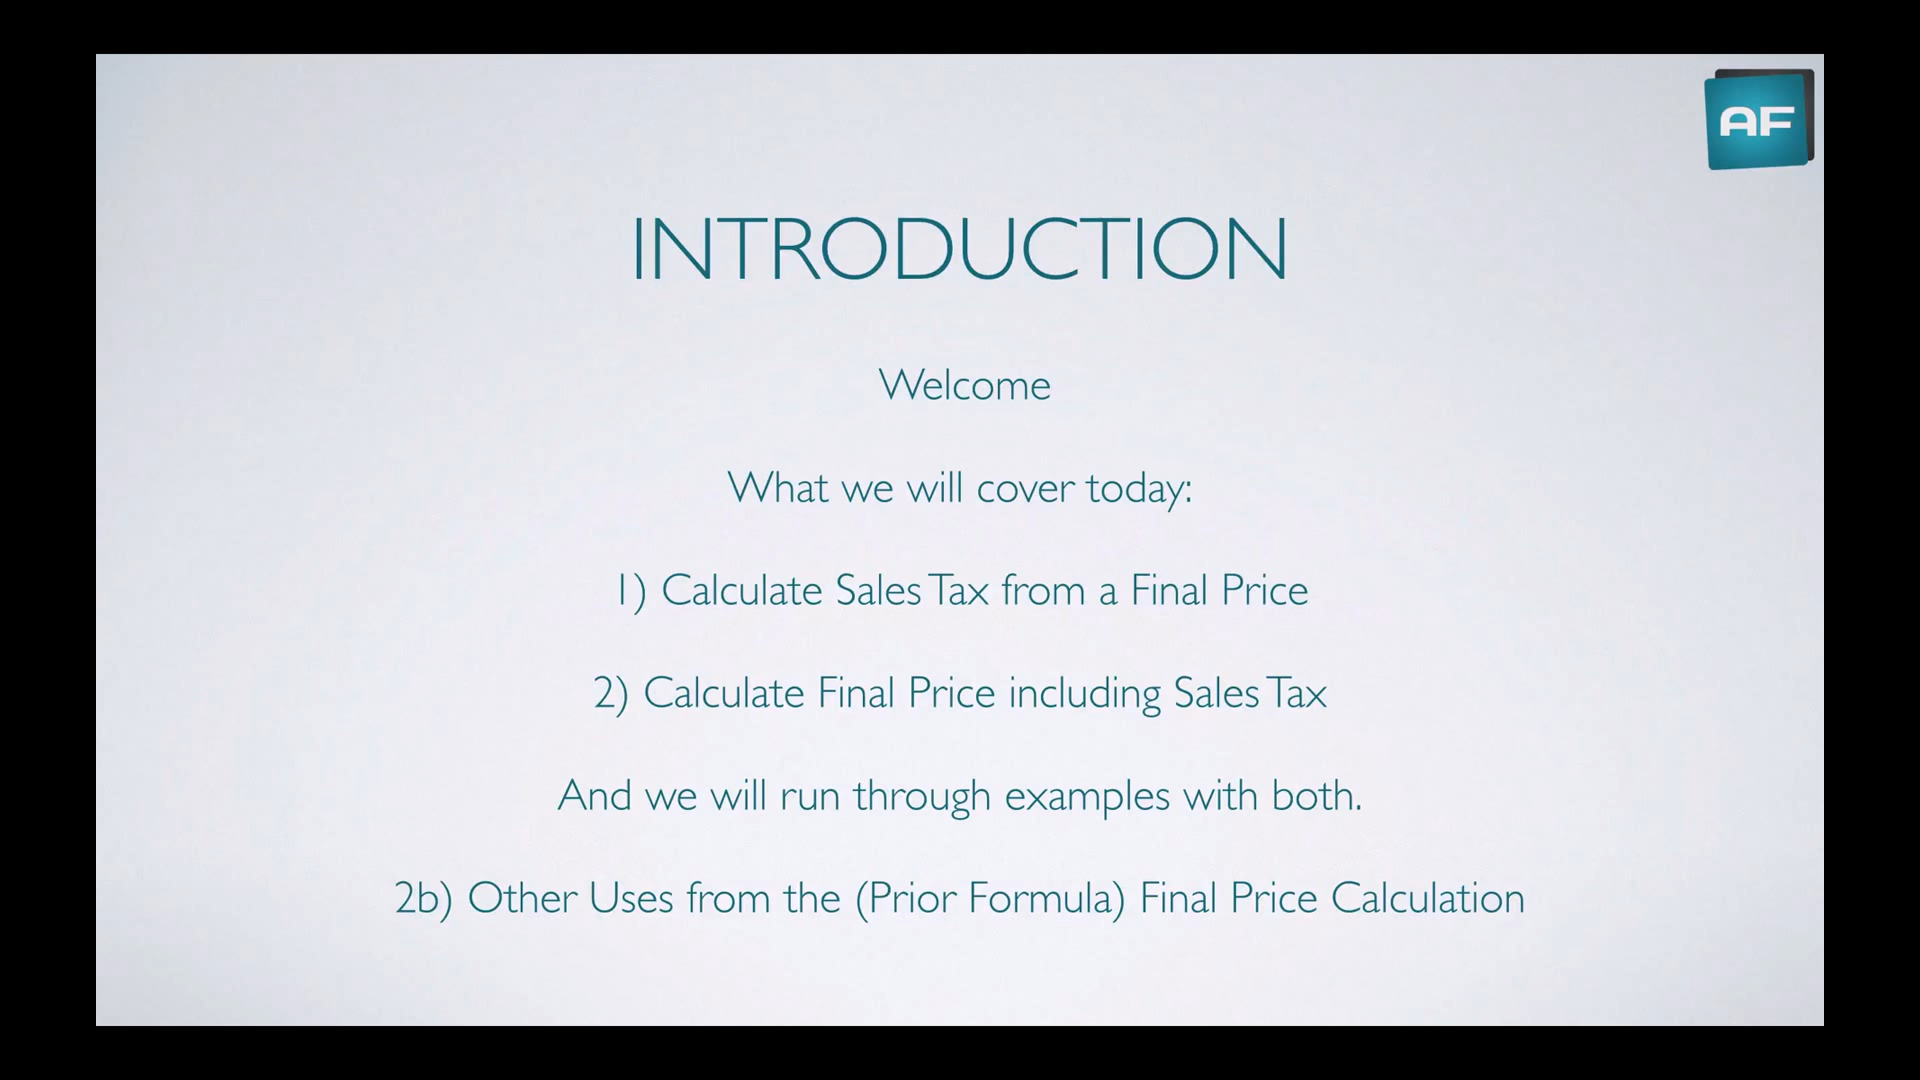 AF
INTRODUCTION
Welcome
What we will cover today:
1) Calculate Sales Tax from a Final Price
2) Calculate Final Price including Sales Tax
And we will run through examples with both.
2b) Other Uses from the (Prior Formula) Final Price Calculation